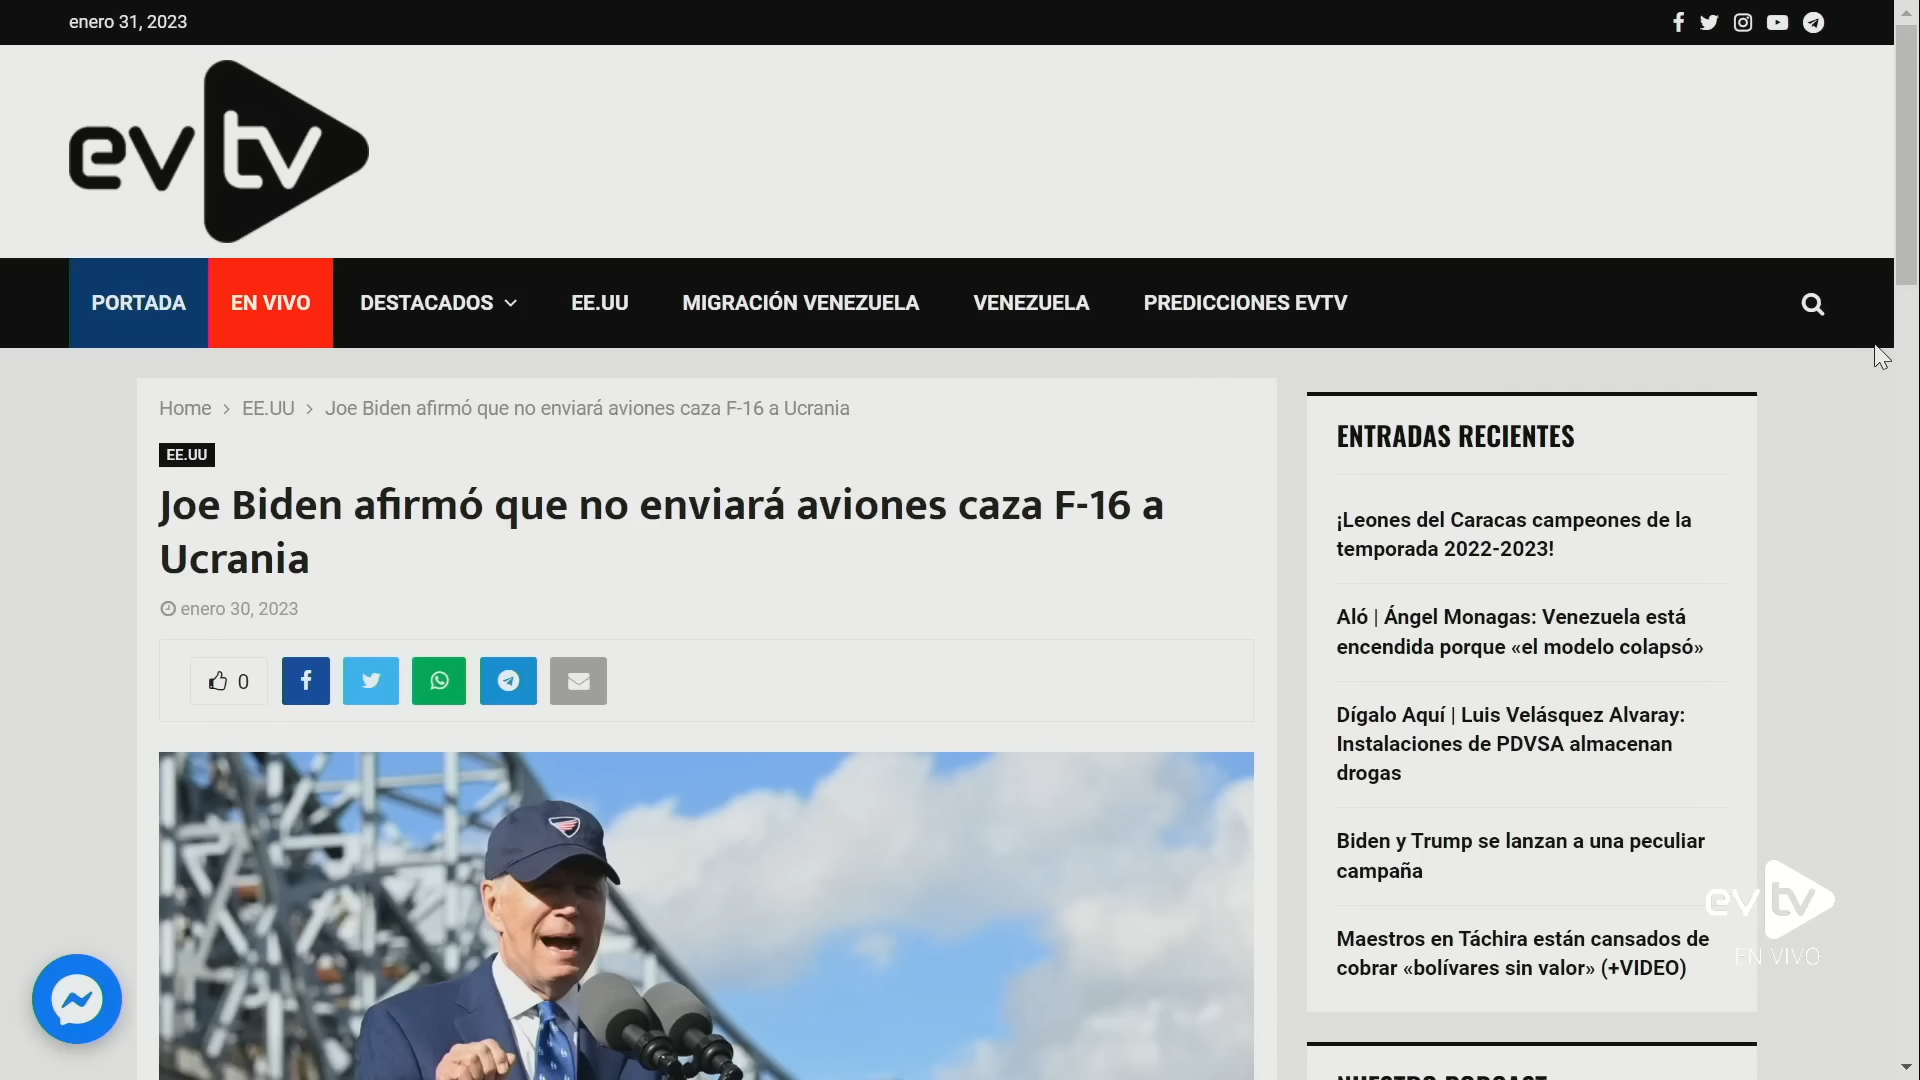 enero 31, 2023
evtv
PORTADA
EN VIVO
DESTACADOS
EE.UU
MIGRACIÓN VENEZUELA
VENEZUELA
PREDICCIONES EVTV
Home > EE.UU > Joe Biden afirmó que no enviará aviones caza F-16 a Ucrania
EE.UU
Joe Biden afirmó que no enviará aviones caza F-16 a
Ucrania
enero 30, 2023
0
ENTRADAS RECIENTES
¡Leones del Caracas campeones de la
temporada 2022-2023!
Aló | Ángel Monagas: Venezuela está
encendida porque «el modelo colapsó»
Dígalo Aquí | Luis Velásquez Alvaray:
Instalaciones de PDVSA almacenan
drogas
Biden y Trump se lanzan a una peculiar
campaña
Maestros en Táchira están cansados de
cobrar «bolívares sin valor» (+VIDEO)
evtv
EN VIVO
NUESTRO PODCAST